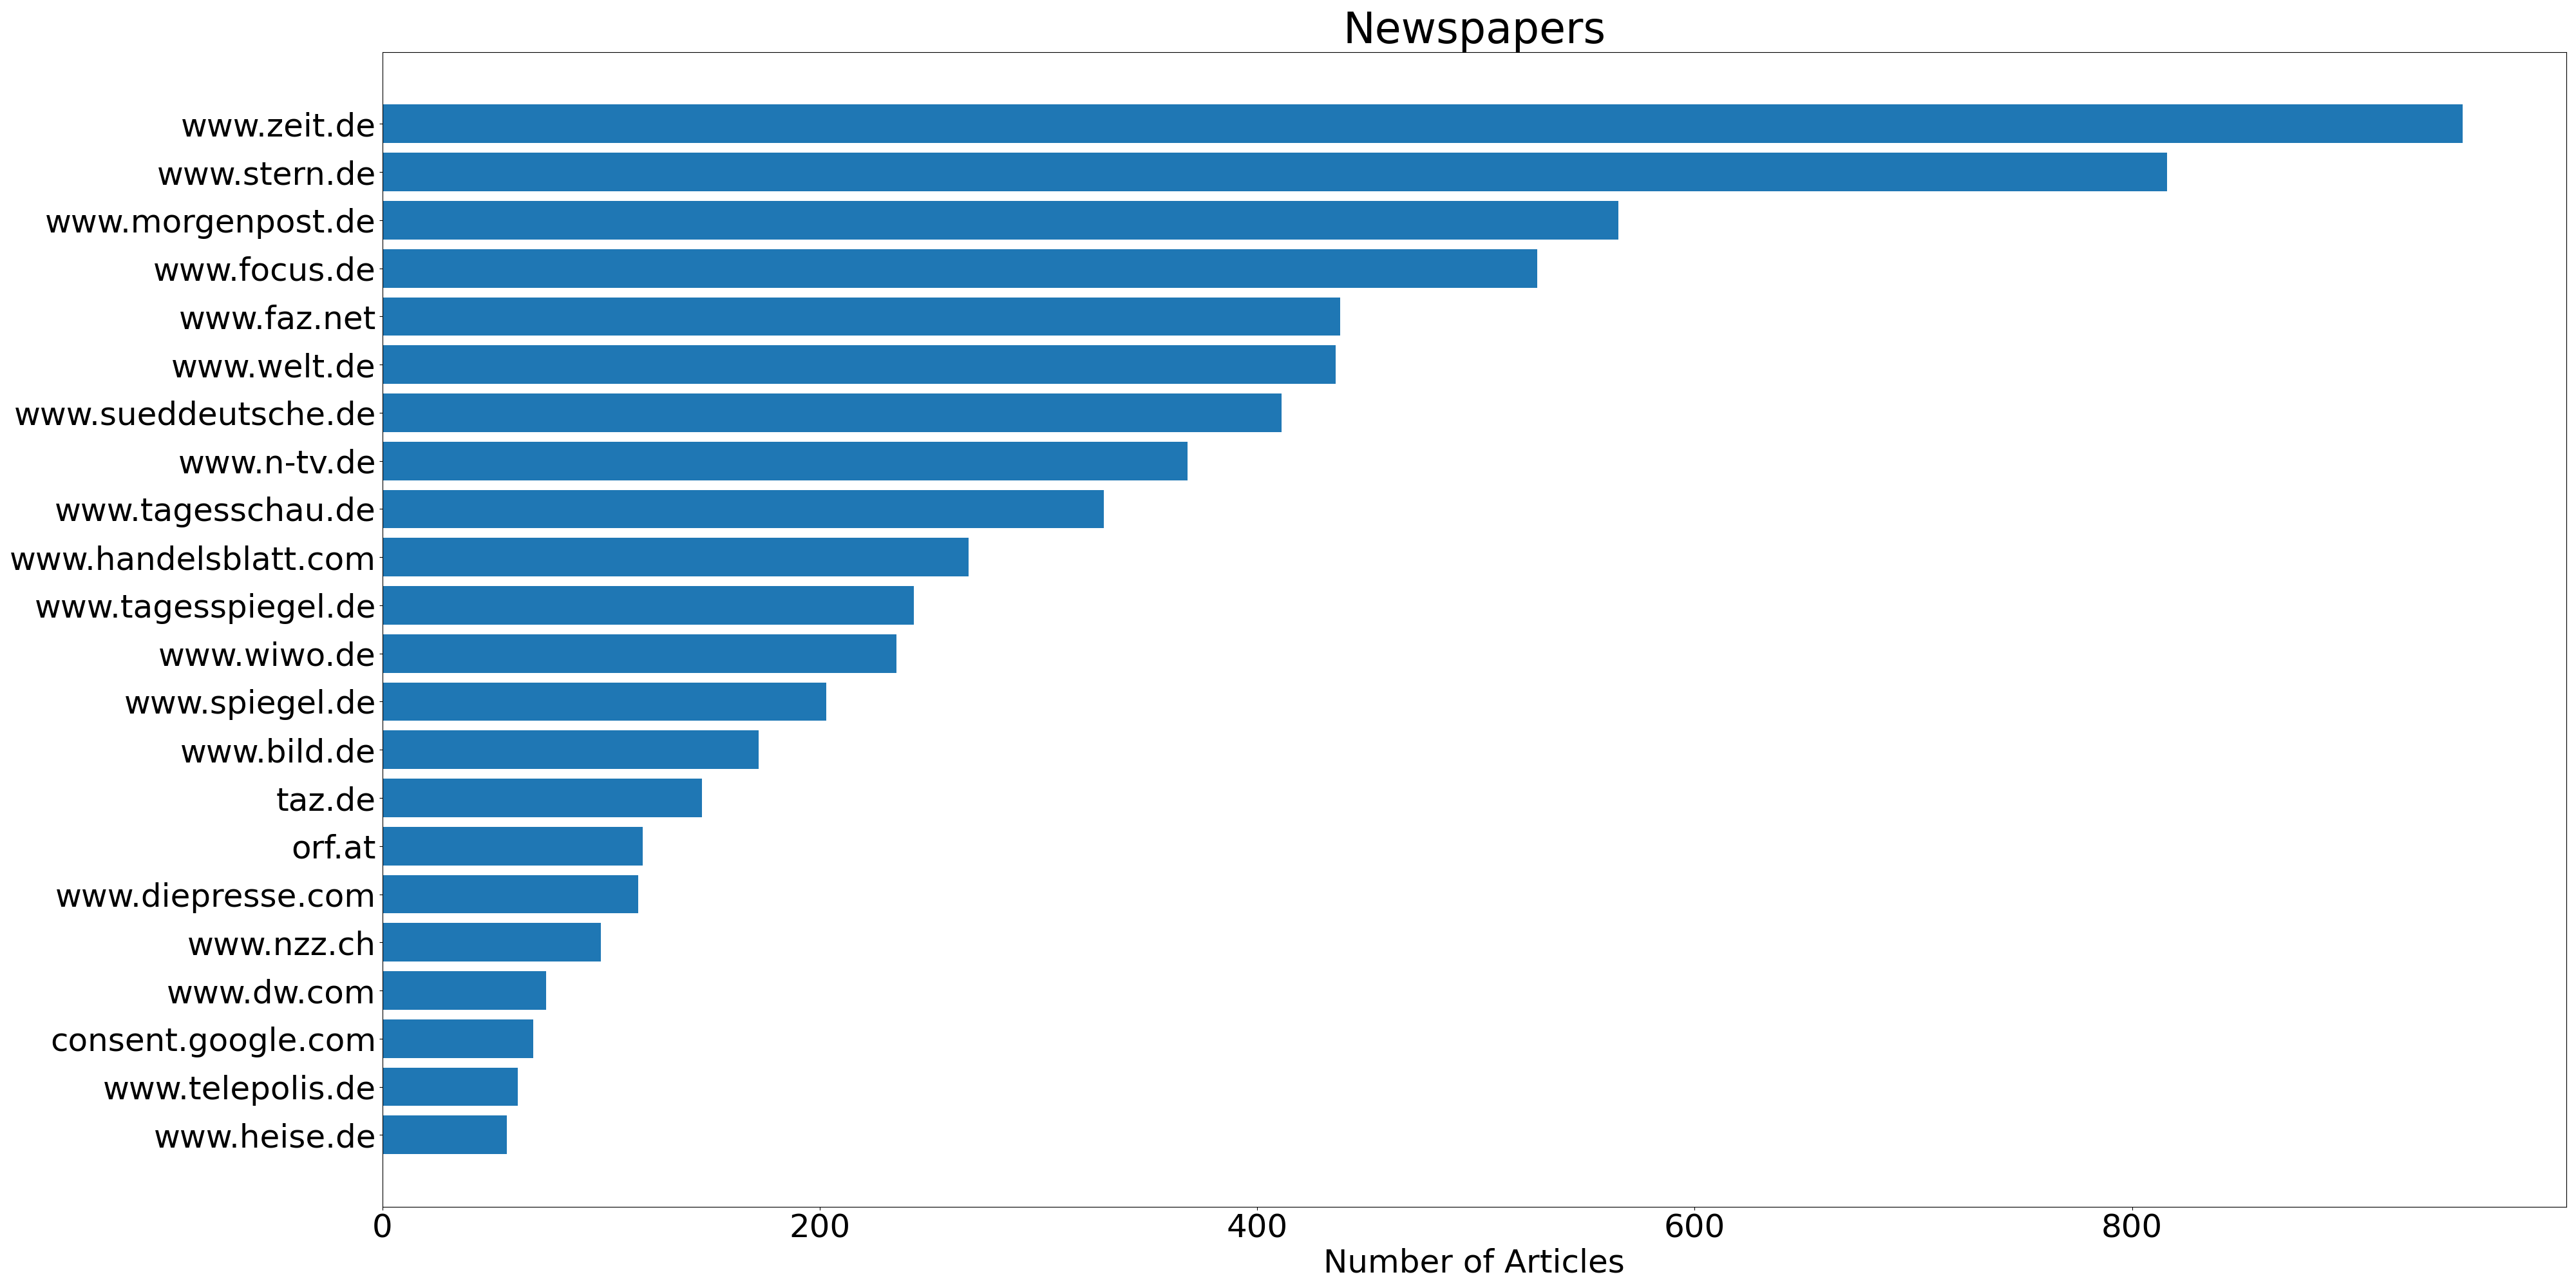 Newspapers
www.zeit.de
www.stern.de
www.morgenpost.de
www.focus.de
www.faz.net
www.welt.de
www.sueddeutsche.de
www.n-tv.de
www.tagesschau.de
www.handelsblatt.com
www.tagesspiegel.de
www.wiwo.de
www.spiegel.de
www.bild.de
taz.de
orf.at
www.diepresse.com
www.nzz.ch
www.dw.com
consent.google.com
www.telepolis.de
www.heise.de
0 200 400 600 800
Number of Articles